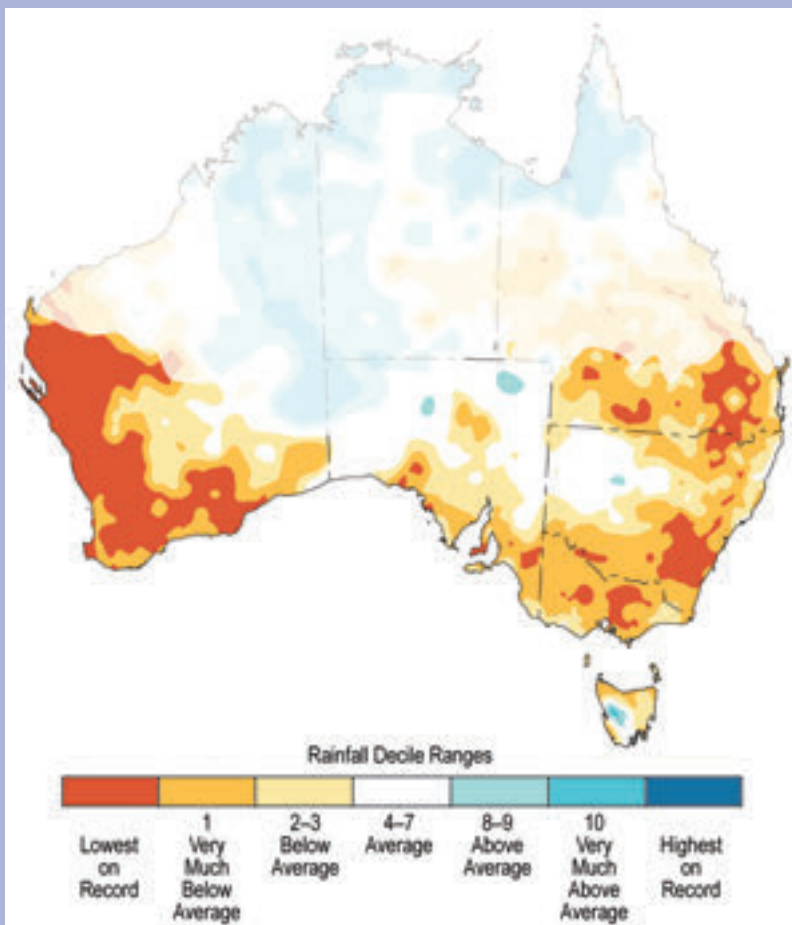 Rainfall Decile Ranges
Lowest
on
Record
1
Very
Much
Below
Average
2–3
Below
Average
4–7
Average
8–9
Above
Average
10
Very
Much
Above
Average
Highest
on
Record